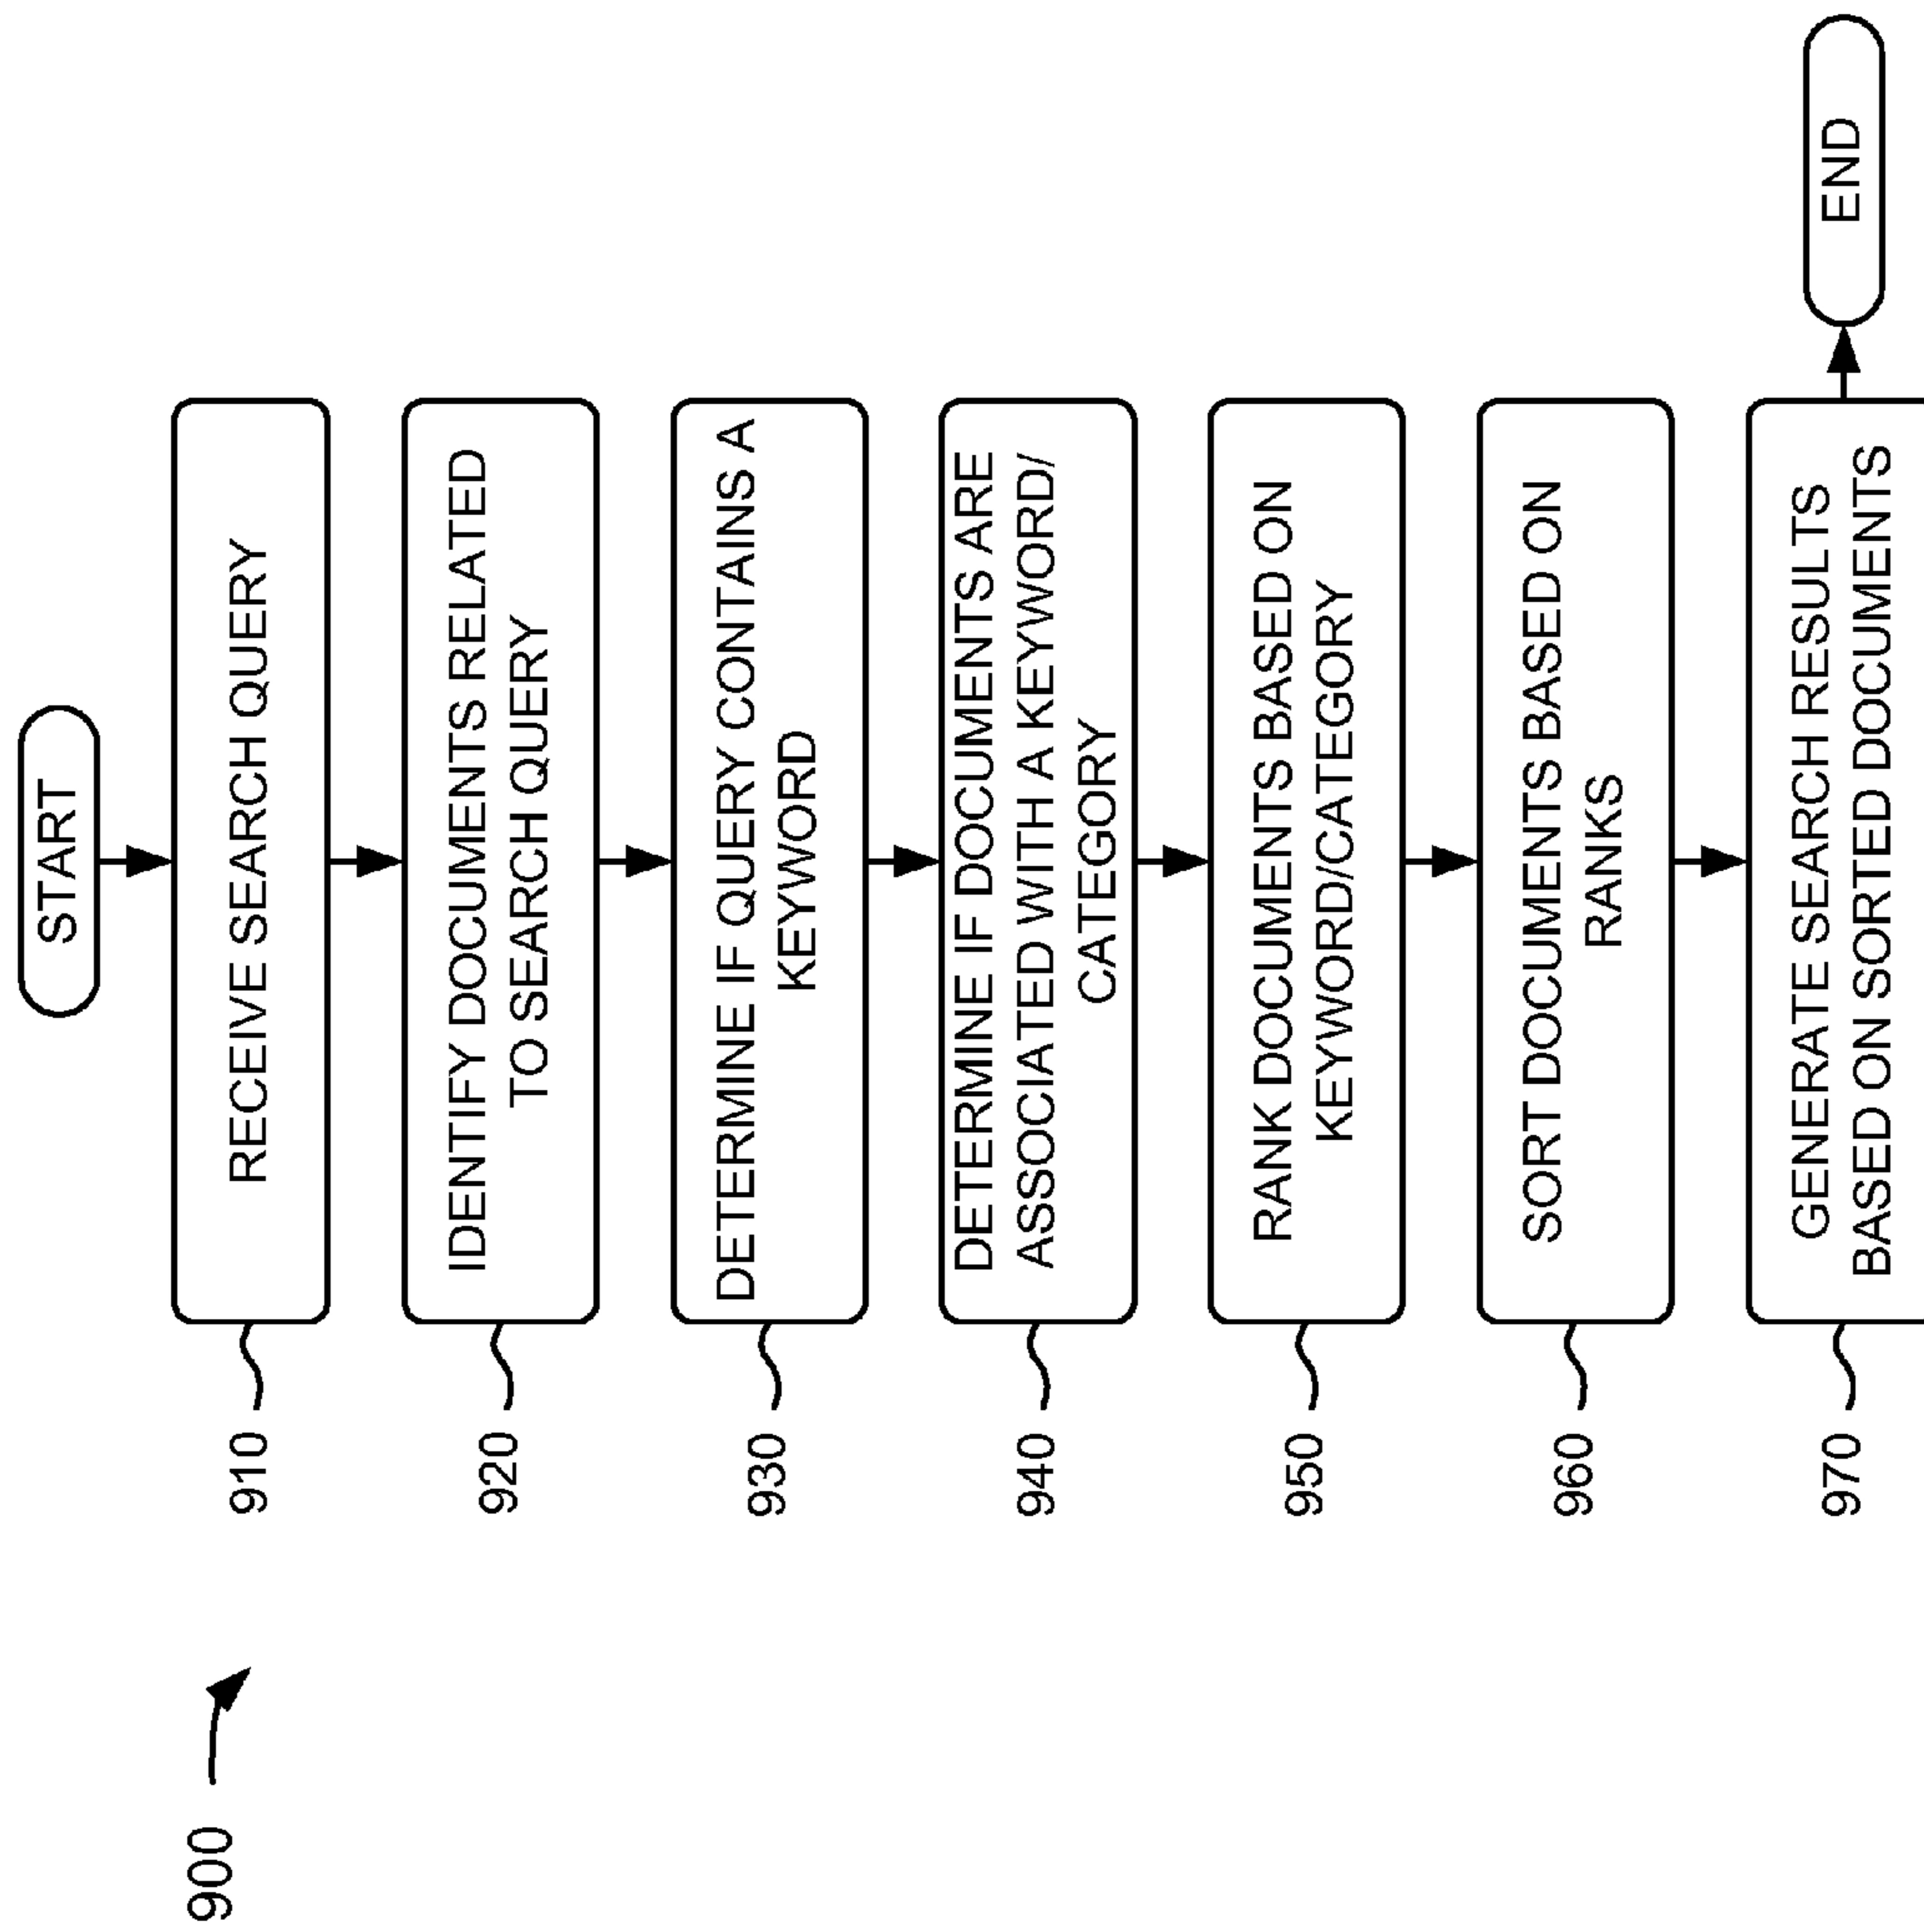 900
START
910
RECEIVE SEARCH QUERY
920
IDENTIFY DOCUMENTS RELATED
TO SEARCH QUERY
930
DETERMINE IF QUERY CONTAINS A
KEYWORD
940
DETERMINE IF DOCUMENTS ARE
ASSOCIATED WITH A KEYWORD/
CATEGORY
950
RANK DOCUMENTS BASED ON
KEYWORD/CATEGORY
960
SORT DOCUMENTS BASED ON
RANKS
970
GENERATE SEARCH RESULTS
BASED ON SORTED DOCUMENTS
END